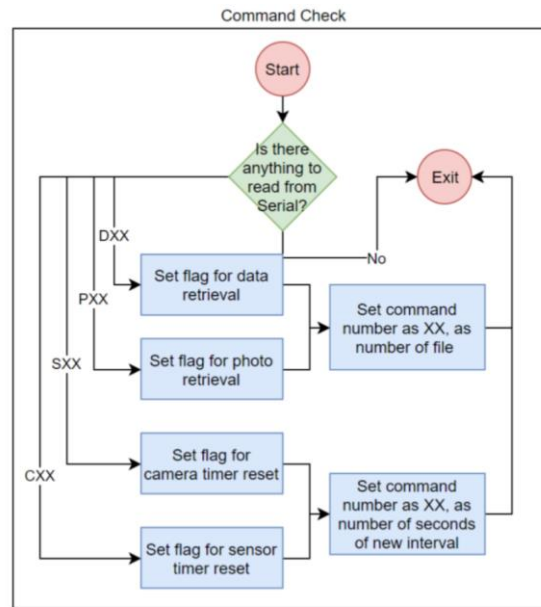 Command Check
Start
Is there
anything to
read from
Serial?
Exit
No
DXX
Set flag for data
retrieval
PXX
Set flag for photo
retrieval
Set command
number as XX, as
number of file
SXX
Set flag for
camera timer reset
CXX
Set flag for sensor
timer reset
Set command
number as XX, as
number of seconds
of new interval